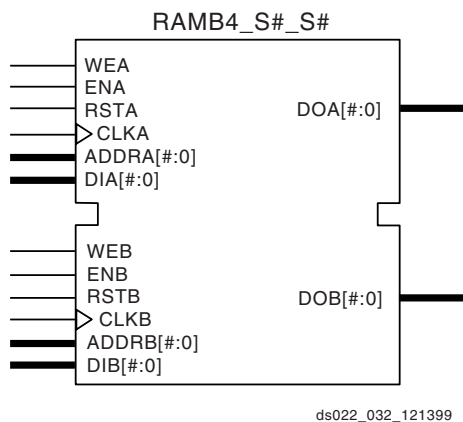 RAMB4_S#_S#
WEA
ENA
RSTA
CLKA
ADDRA[#:0]
DIA[#:0]
DOA[#:0]
WEB
ENB
RSTB
CLKB
ADDRB[#:0]
DIB[#:0]
DOB[#:0]
ds022_032_121399